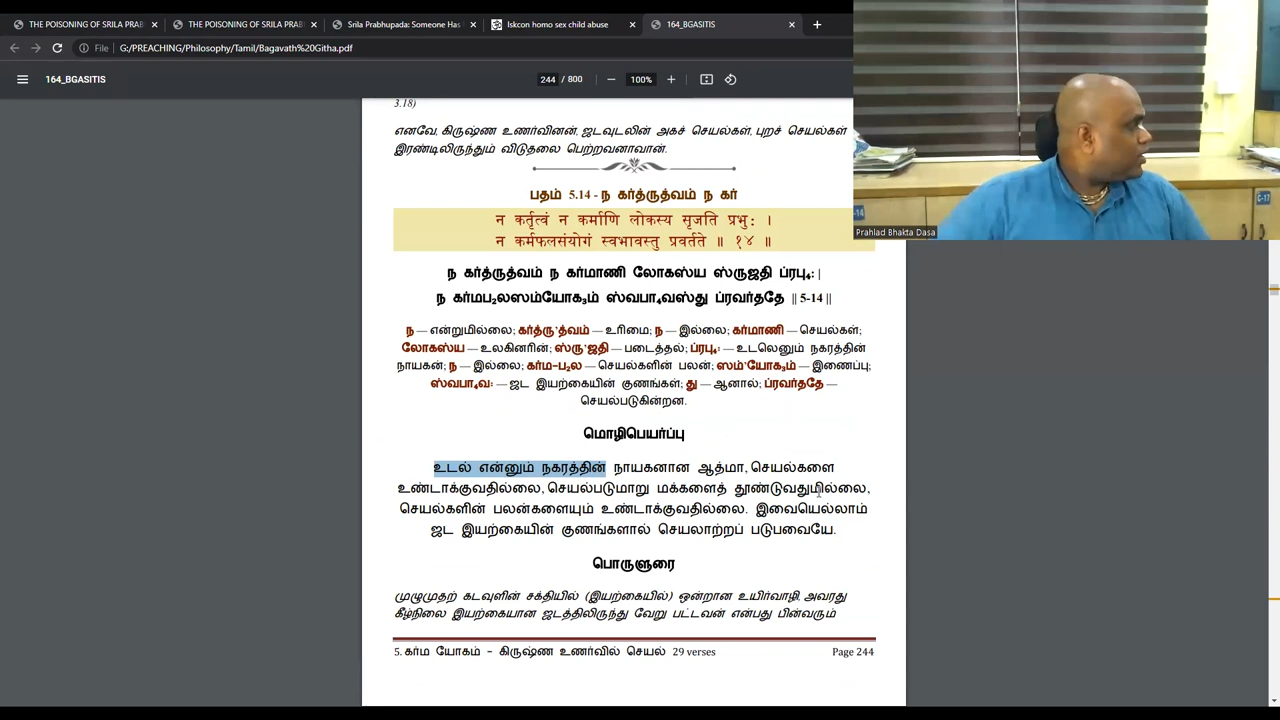 THE POISONING OF SRILA PRAB
THE POISONING OF SRILA PRAB
Srila Prabhupada: Someone Has
Iskcon homo sex child abuse
164_BGASITIS
File G:/PREACHING/Philosophy/Tamil/Bagavath%20Githa.pdf
164_BGASITIS
244 / 800
100%
3.18)
எனவே, கிருஷ்ண உணர்வினன், ஜடவுடலின் அகச் செயல்கள், புறச் செயல்கள்
இரண்டிலிருந்தும் விடுதலை பெற்றவனாவான்.
பதம் 5.14 - ந கர்த்ருத்வம் ந கர்
न कर्तृत्वं न कर्माणि लोकस्य सृजति प्रभुः ।
न कर्मफलसंयोगं स्वभावस्तु प्रवर्तते ॥ १४ ॥
ந கர்த்ருத்வம் ந கர்மாணி லோகஸ்ய ஸ்ருஜதி ப்ரபு₄: |
ந கர்மப₂லஸம்யோக₃ம் ஸ்வபா₄வஸ்து ப்ரவர்ததே || 5-14 ||
ந — என்றுமில்லை; கர்த்ரு’த்வம் — உரிமை; ந — இல்லை; கர்மாணி — செயல்கள்;
லோகஸ்ய — உலகினரின்; ஸ்ரு’ஜதி — படைத்தல்; ப்ரபு₄: — உடலெனும் நகரத்தின்
நாயகன்; ந — இல்லை; கர்ம-ப₂ல — செயல்களின் பலன்; ஸம்’யோக₃ம் — இணைப்பு;
ஸ்வபா₄வ: — ஜட இயற்கையின் குணங்கள்; து — ஆனால்; ப்ரவர்ததே —
செயல்படுகின்றன.
மொழிபெயர்ப்பு
உடல் என்னும் நகரத்தின் நாயகனான ஆத்மா, செயல்களை
உண்டாக்குவதில்லை, செயல்படுமாறு மக்களைத் தூண்டுவதுமில்லை,
செயல்களின் பலன்களையும் உண்டாக்குவதில்லை. இவையெல்லாம்
ஜட இயற்கையின் குணங்களால் செயலாற்றப் படுபவையே.
பொருளுரை
முழுமுதற் கடவுளின் சக்தியில் (இயற்கையில்) ஒன்றான உயிர்வாழி, அவரது
கீழ்நிலை இயற்கையான ஜடத்திலிருந்து வேறு பட்டவன் என்பது பின்வரும்
5. கர்ம யோகம் - கிருஷ்ண உணர்வில் செயல் 29 verses
Page 244
Prahlad Bhakta Dasa
C-17